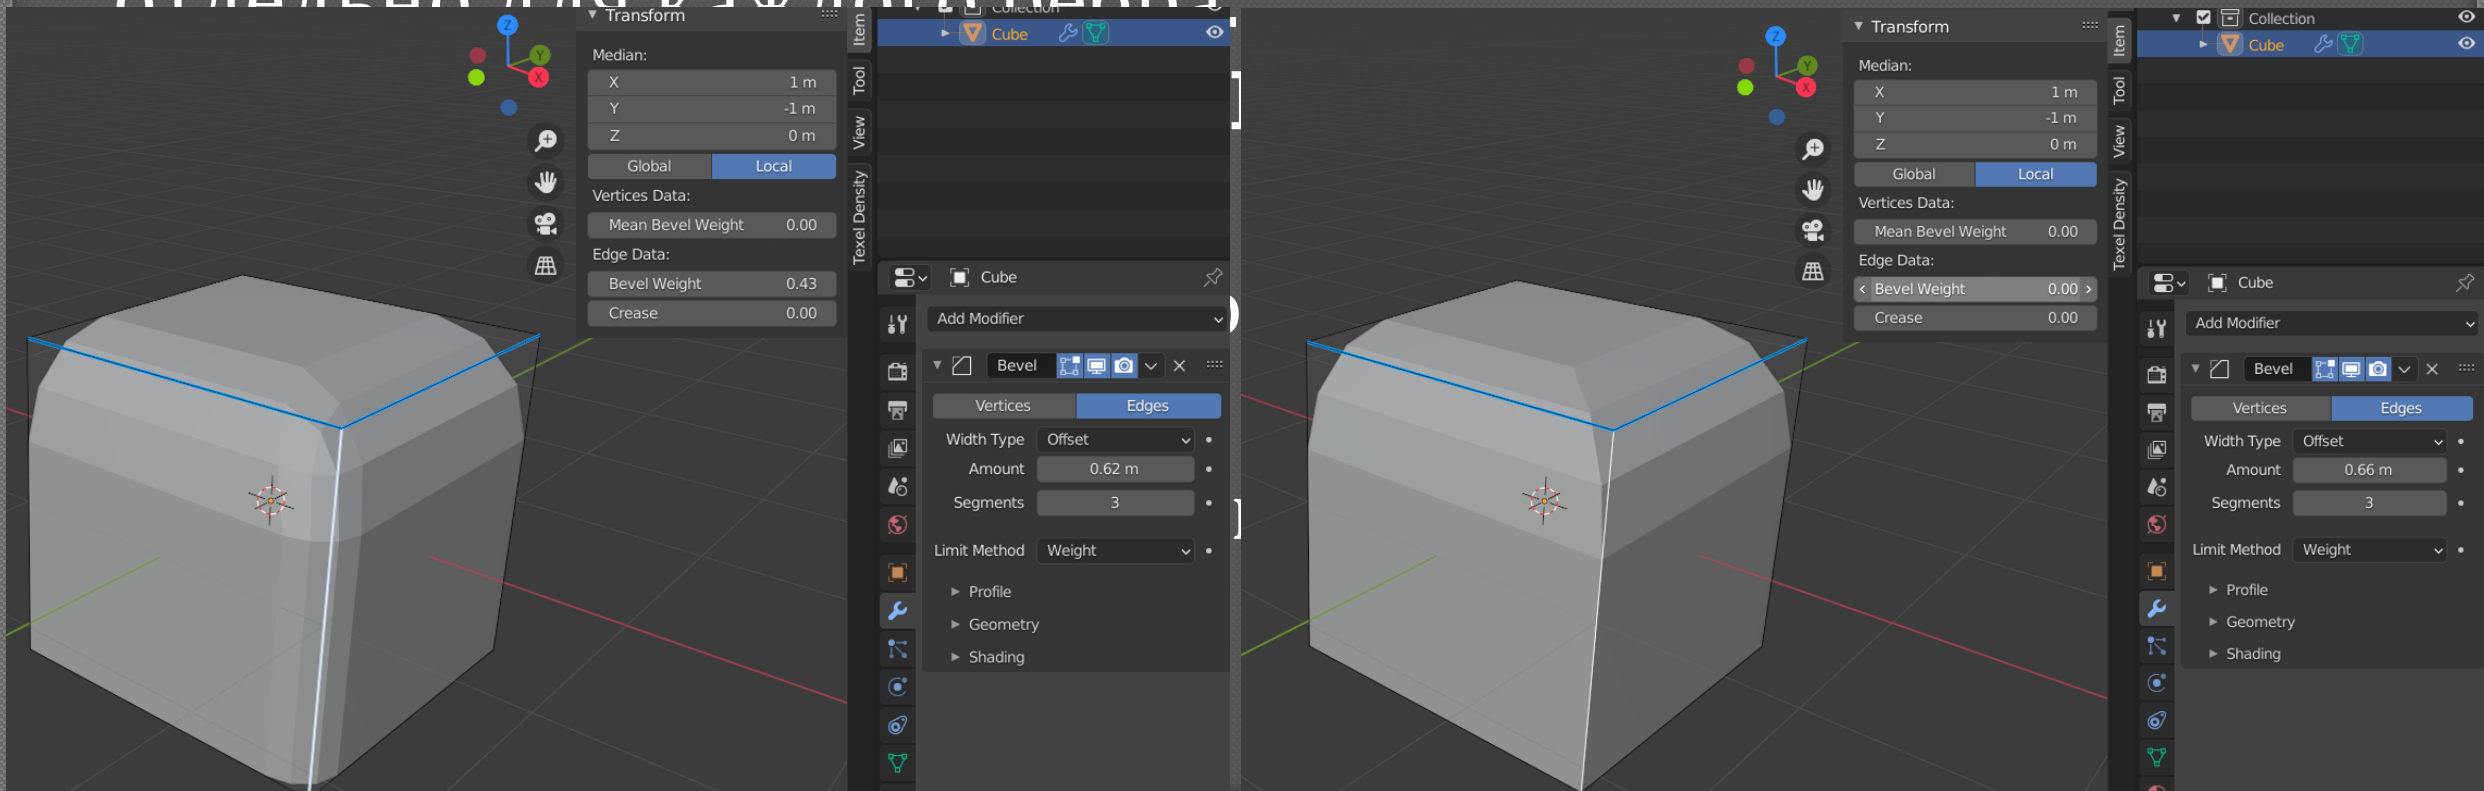 отдельно для каждого
Transform
Median:
X 1 m
Y -1 m
Z 0 m
Global Local
Vertices Data:
Mean Bevel Weight 0.00
Edge Data:
Bevel Weight 0.43
Crease 0.00
Item
Tool
View
Texel Density
Z
Y
X
Collection
Cube
Cube
Add Modifier
Bevel
Vertices Edges
Width Type Offset
Amount 0.62 m
Segments 3
Limit Method Weight
Profile
Geometry
Shading
Transform
Median:
X 1 m
Y -1 m
Z 0 m
Global Local
Vertices Data:
Mean Bevel Weight 0.00
Edge Data:
Bevel Weight 0.00
Crease 0.00
Item
Tool
View
Texel Density
Z
Y
X
Collection
Cube
Cube
Add Modifier
Bevel
Vertices Edges
Width Type Offset
Amount 0.66 m
Segments 3
Limit Method Weight
Profile
Geometry
Shading